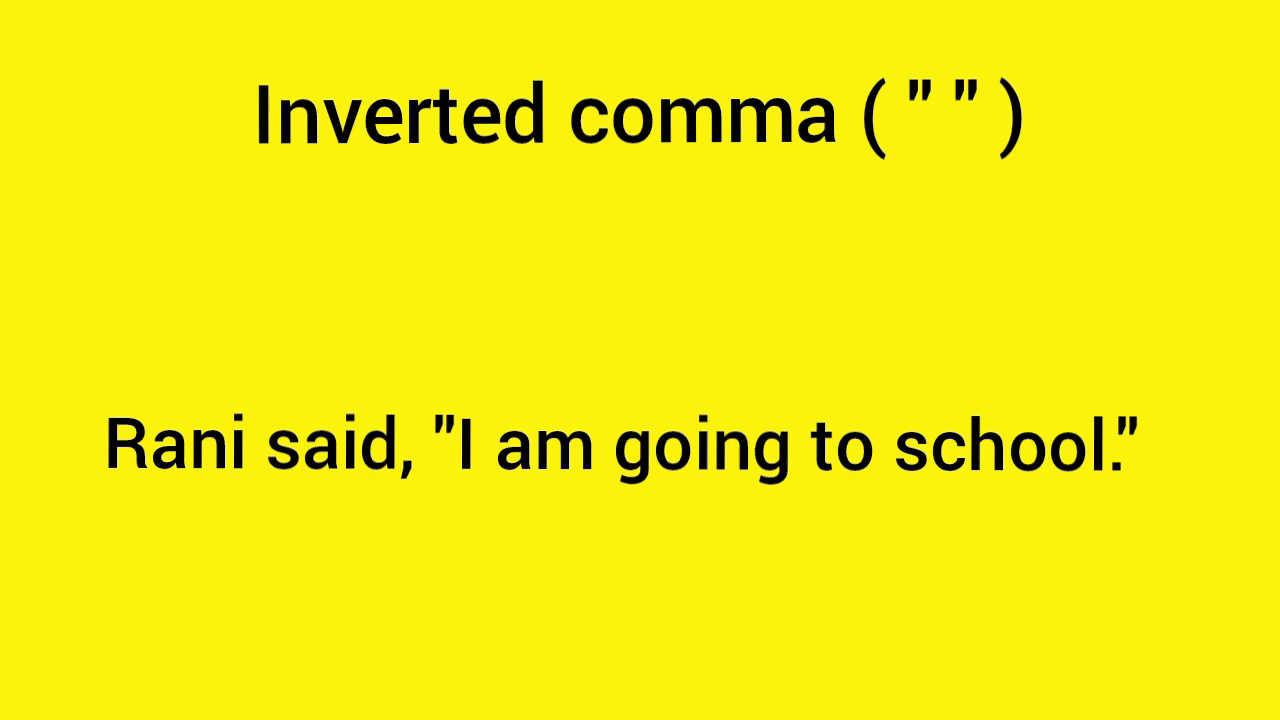 Inverted comma ( " " )
Rani said, "I am going to school."